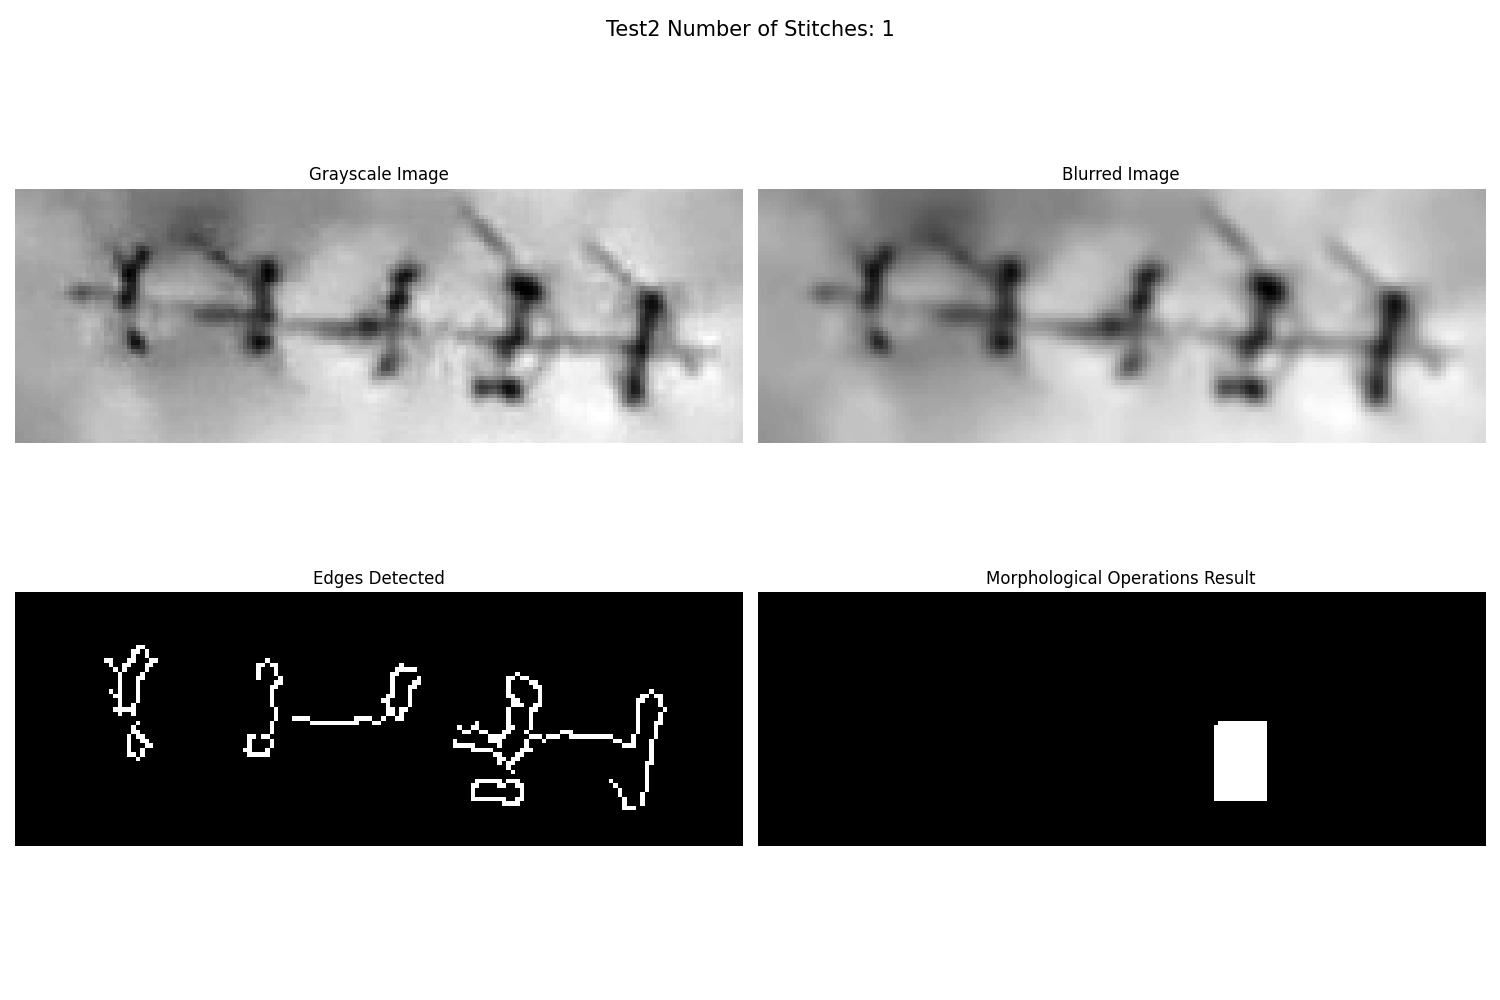 Test2 Number of Stitches: 1
Grayscale Image
Blurred Image
Edges Detected
Morphological Operations Result